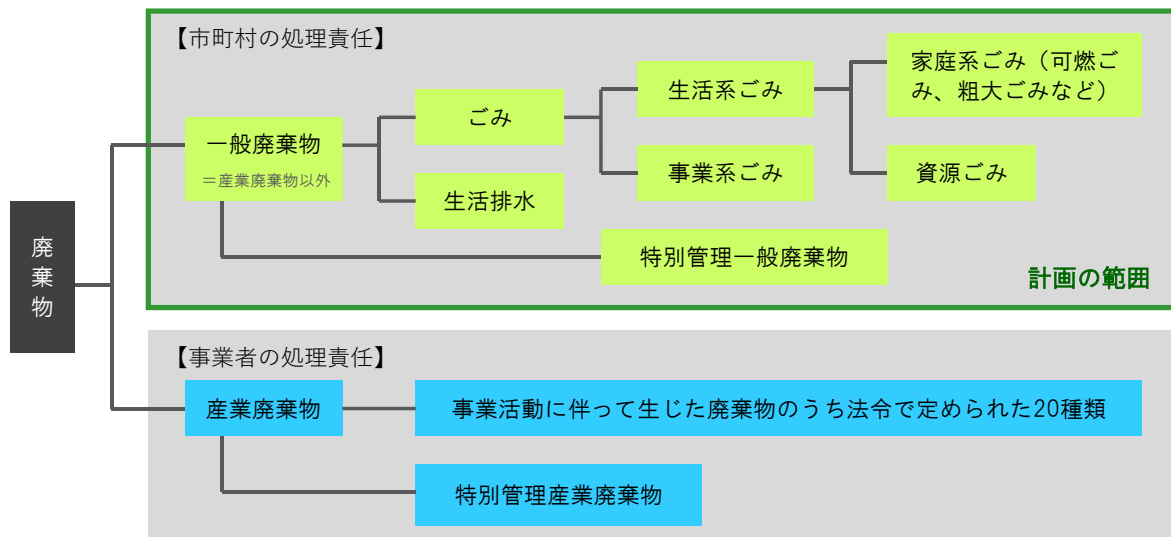 廃棄物
【市町村の処理責任】
一般廃棄物
＝産業廃棄物以外
ごみ
生活排水
生活系ごみ
事業系ごみ
家庭系ごみ（可燃ご
み、粗大ごみなど）
資源ごみ
特別管理一般廃棄物
計画の範囲
【事業者の処理責任】
産業廃棄物
事業活動に伴って生じた廃棄物のうち法令で定められた20種類
特別管理産業廃棄物